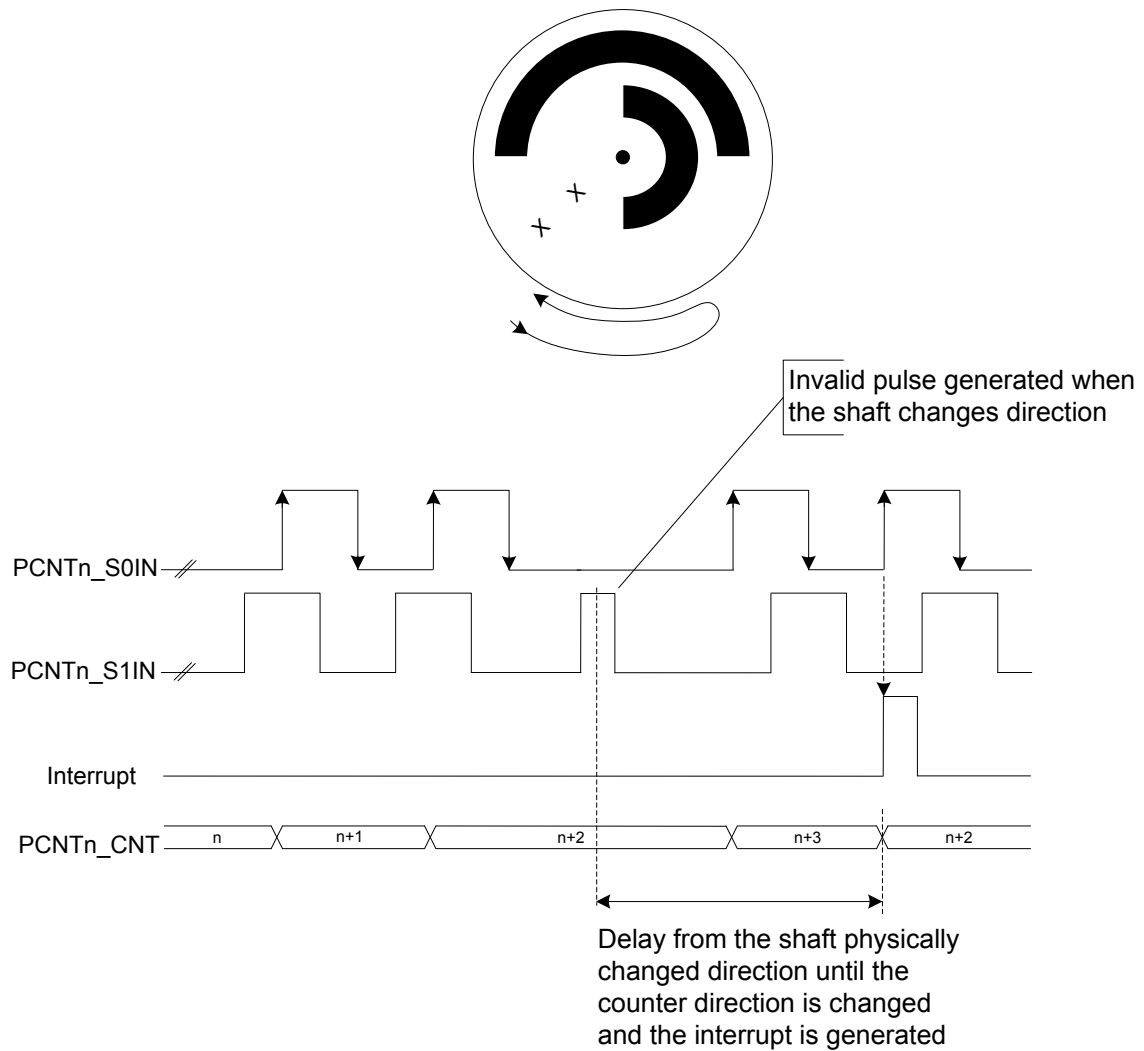 X
X
Invalid pulse generated when
the shaft changes direction
PCNTn_S0IN
PCNTn_S1IN
Interrupt
PCNTn_CNT
n
n+1
n+2
n+3
n+2
Delay from the shaft physically
changed direction until the
counter direction is changed
and the interrupt is generated